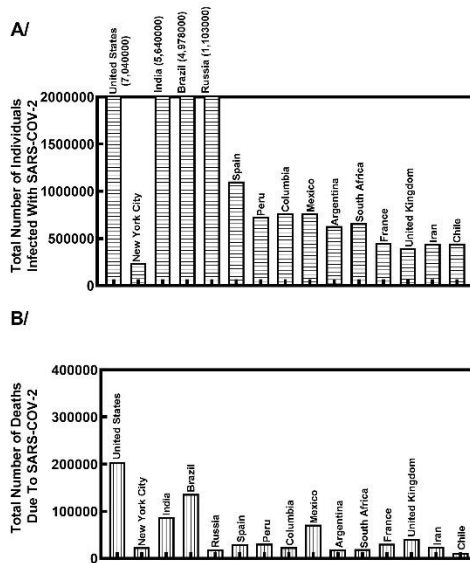 A/
United States
(7,040000)
New York City
India (5,640000)
Brazil (4,978000)
Russia (1,103000)
Spain
Peru
Columbia
Mexico
Argentina
South Africa
France
United Kingdom
Iran
Chile
Total Number of Individuals
Infected With SARS-COV-2
2000000
1500000
1000000
500000
0
B/
Total Number of Deaths
Due To SARS-COV-2
400000
300000
200000
100000
0
United States
New York City
India
Brazil
Russia
Spain
Peru
Columbia
Mexico
Argentina
South Africa
France
United Kingdom
Iran
Chile